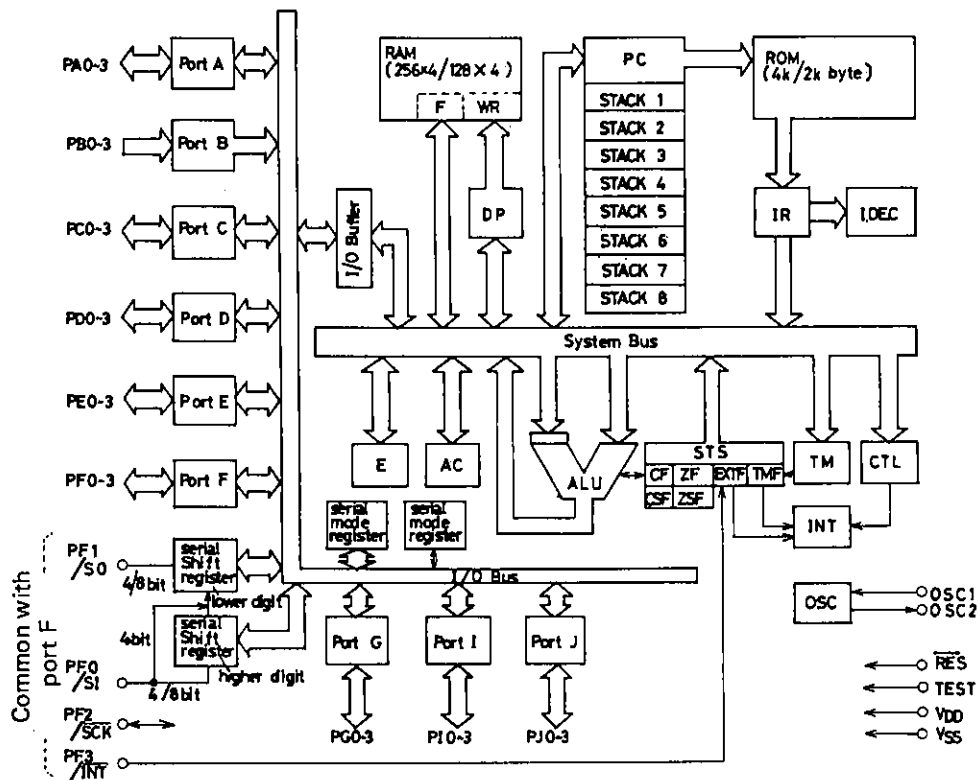 PA0-3
Port A
PB0-3
Port B
PC0-3
Port C
PD0-3
Port D
PE0-3
Port E
PF0-3
Port F
I/O Buffer
RAM
(256×4/128×4)
F
WR
DP
PC
STACK 1
STACK 2
STACK 3
STACK 4
STACK 5
STACK 6
STACK 7
STACK 8
ROM
(4k/2k byte)
IR
I.DEC
System Bus
E
AC
ALU
STS
CF
ZF
EXTF
TMF
CSF
ZSF
TM
CTL
INT
serial
mode
register
serial
mode
register
I/O Bus
OSC
OSC1
OSC2
Common with
port F
PF1
/SO
4/8bit
serial
Shift
register
lower digit
4bit
serial
Shift
register
higher digit
PF0
/SI
4/8bit
PF2
/SCK
PF3
/INT
Port G
Port I
Port J
PG0-3
PI0-3
PJ0-3
RES
TEST
VDD
VSS